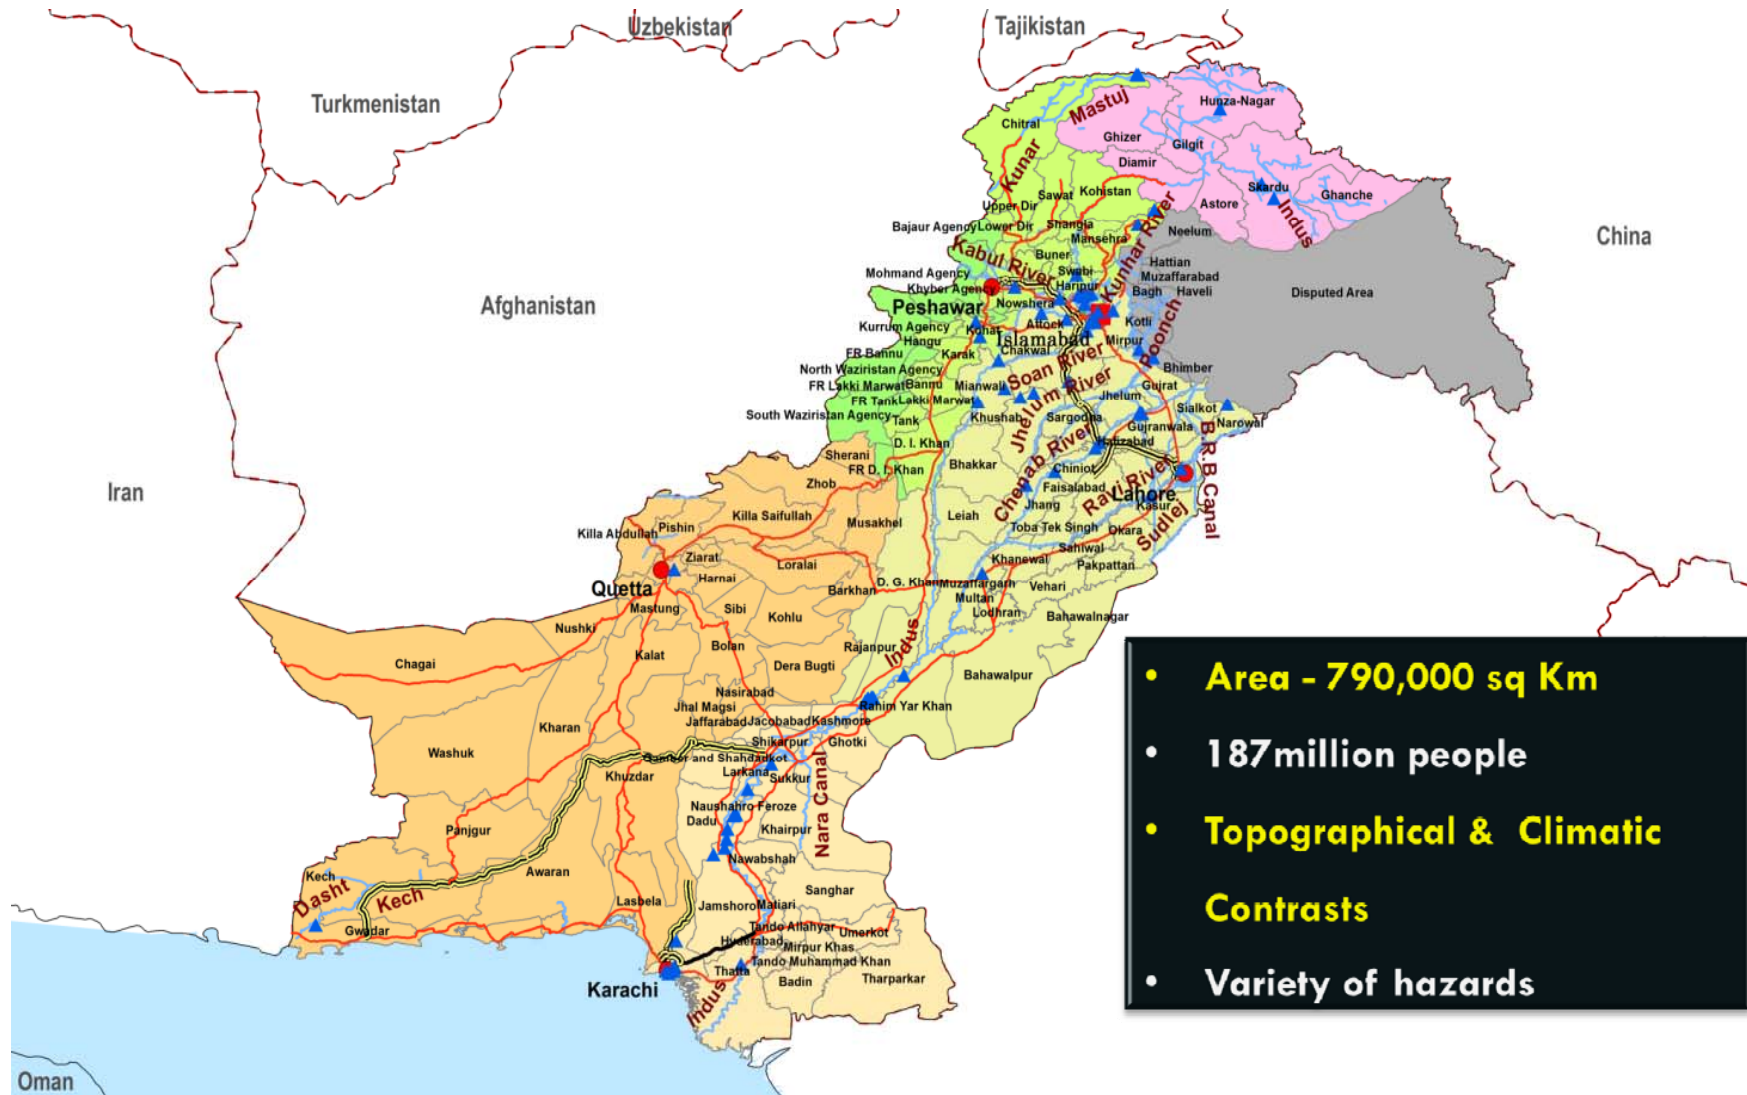 Uzbekistan
Tajikistan
Turkmenistan
Mastuj
Hunza-Nagar
Chitral
Ghizer
Gilgit
Kunar
Diamir
Skardu
Ghanche
Sawat
Kohistan
Astore
Indus
Upper Dir
Bajaur Agency
Lower Dir
Shangla
Mansehra
Kunhar River
Neelum
China
Kabul River
Buner
Hattian
Mohmand Agency
Swabi
Muzaffarabad
Khyber Agency
Haripur
Bagh
Haveli
Disputed Area
Afghanistan
Peshawar
Nowshera
Kurrum Agency
Kohat
Attock
Kotli
Poonch
Hangu
Islamabad
Mirpur
FR Bannu
Karak
Chakwal
North Waziristan Agency
Soan River
Bhimber
FR Lakki Marwat
Bannu
Mianwali
Gujrat
FR Tank
Lakki Marwat
Jhelum River
Jhelum
South Waziristan Agency
Tank
Khushab
Sargodha
Sialkot
Gujranwala
Narowal
D. I. Khan
Hafizabad
B.R.B Canal
Sherani
FR D. I. Khan
Bhakkar
Chenab River
Chiniot
Iran
Zhob
Faisalabad
Ravi River
Lahore
Jhang
Kasur
Killa Saifullah
Musakhel
Leiah
Toba Tek Singh
Okara
Sudlej
Killa Abdullah
Pishin
Sahiwal
Ziarat
Loralai
Khanewal
Pakpattan
Harnai
D. G. Khan
Muzaffargarh
Vehari
Quetta
Barkhan
Multan
Mastung
Sibi
Kohlu
Lodhran
Bahawalnagar
Nushki
Bolan
Rajanpur
Indus
Chagai
Kalat
Dera Bugti
Bahawalpur
Nasirabad
Jhal Magsi
Rahim Yar Khan
Kharan
Jaffarabad
Jacobabad
Kashmore
Washuk
Shikarpur
Ghotki
Qamber and Shahdadkot
Khuzdar
Larkana
Sukkur
Nara Canal
Naushahro Feroze
Panjgur
Dadu
Khairpur
Nawabshah
Kech
Awaran
Dasht
Kech
Lasbela
Sanghar
Jamshoro
Matiari
Gwadar
Tando Allahyar
Umerkot
Hyderabad
Mirpur Khas
Thatta
Tando Muhammad Khan
Karachi
Indus
Badin
Tharparkar
Oman
• Area - 790,000 sq Km
• 187million people
• Topographical & Climatic
Contrasts
• Variety of hazards